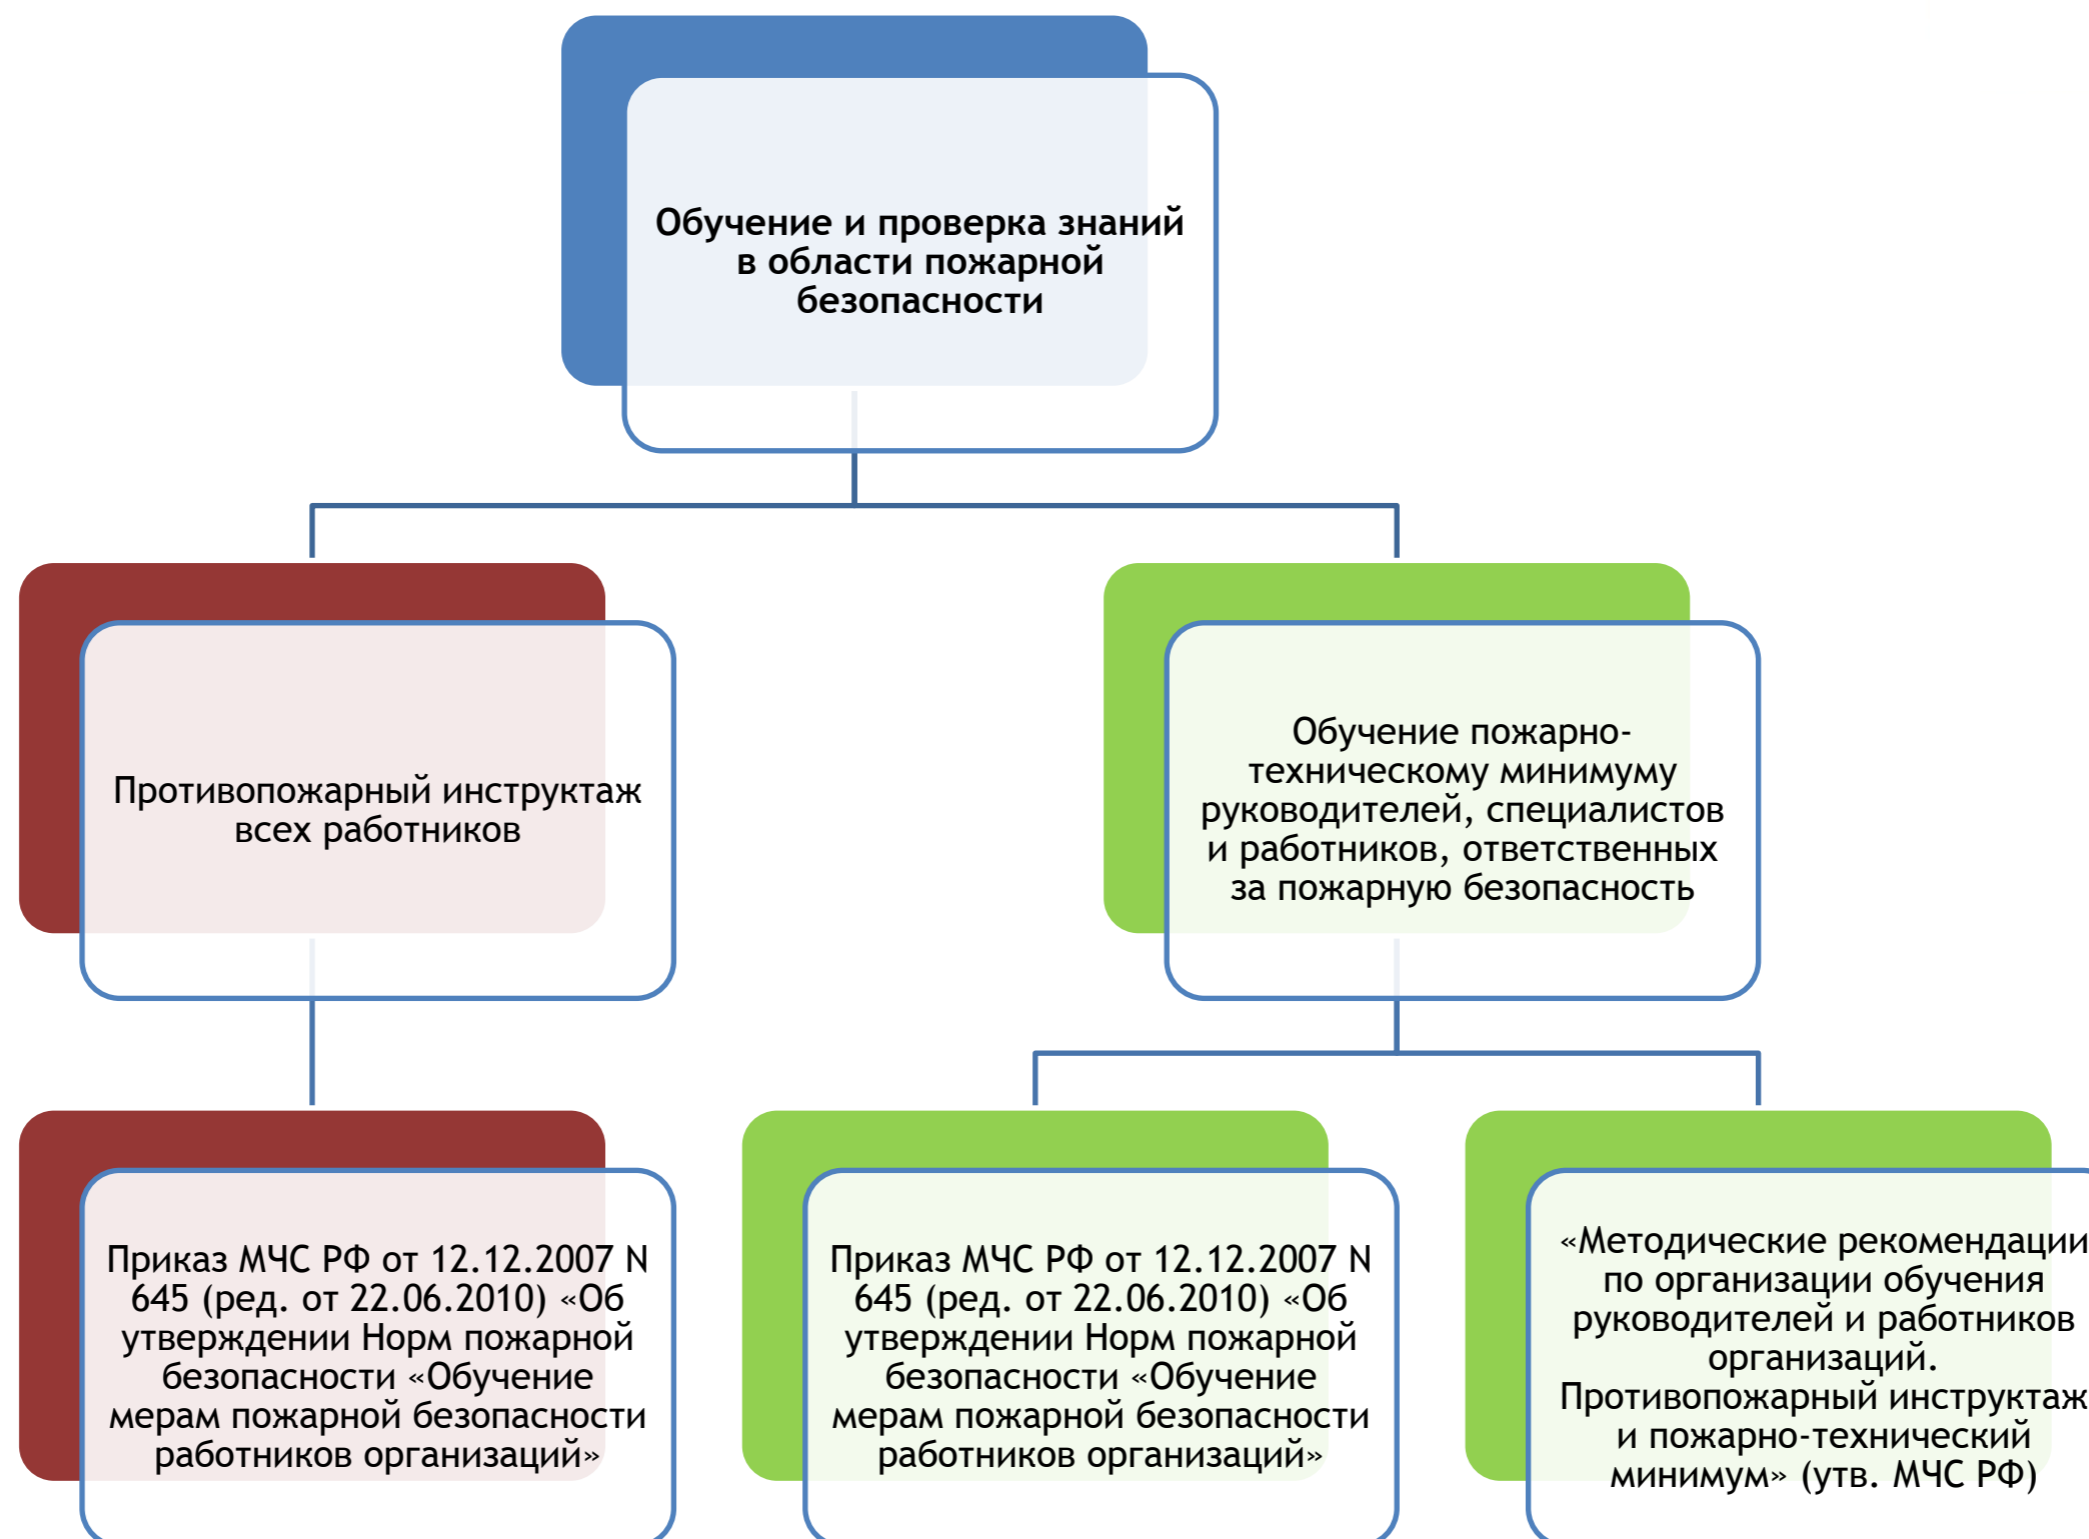 Обучение и проверка знаний
в области пожарной
безопасности
Противопожарный инструктаж
всех работников
Обучение пожарно-
техническому минимуму
руководителей, специалистов
и работников, ответственных
за пожарную безопасность
Приказ МЧС РФ от 12.12.2007 N
645 (ред. от 22.06.2010) «Об
утверждении Норм пожарной
безопасности «Обучение
мерам пожарной безопасности
работников организаций»
Приказ МЧС РФ от 12.12.2007 N
645 (ред. от 22.06.2010) «Об
утверждении Норм пожарной
безопасности «Обучение
мерам пожарной безопасности
работников организаций»
«Методические рекомендации
по организации обучения
руководителей и работников
организаций.
Противопожарный инструктаж
и пожарно-технический
минимум» (утв. МЧС РФ)